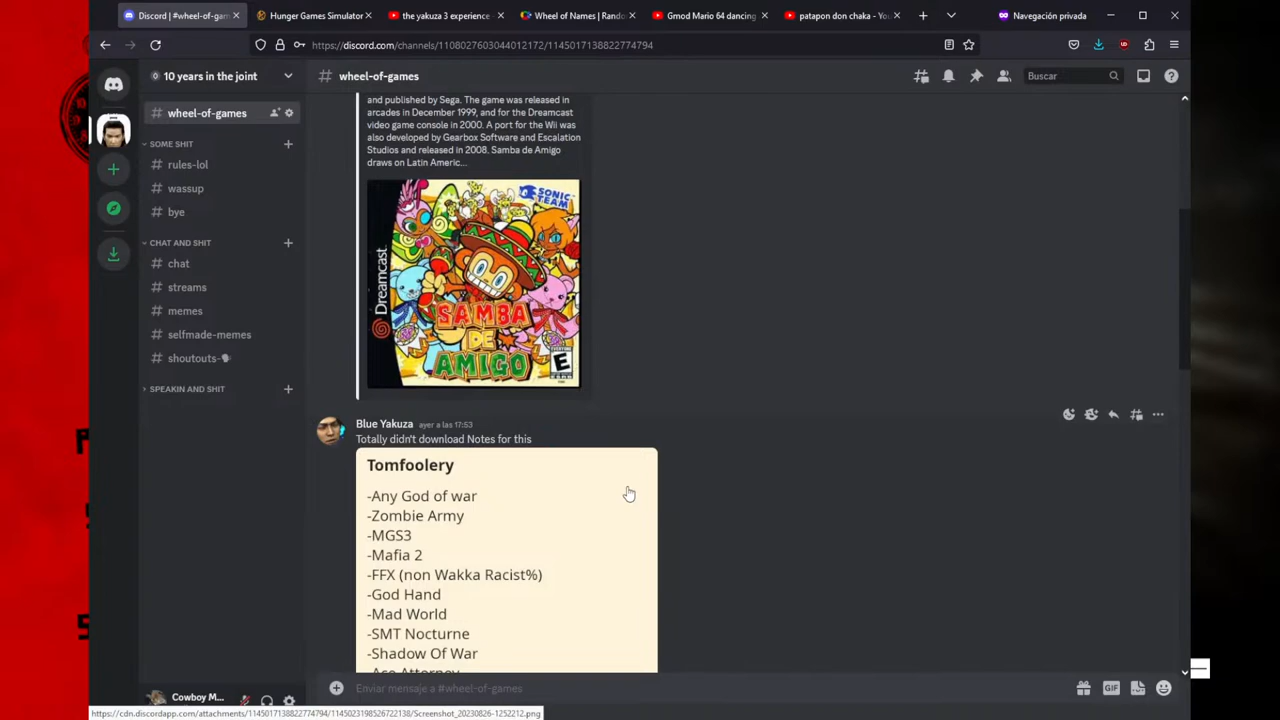 Discord | #wheel-of-gam
Hunger Games Simulator
the yakuza 3 experience
Wheel of Names | Rando
Gmod Mario 64 dancing
patapon don chaka - You
Navegación privada
https://discord.com/channels/1108027603044012172/1145017138822774794
10 years in the joint
# wheel-of-games
Buscar
# wheel-of-games
SOME SHIT
# rules-lol
# wassup
# bye
CHAT AND SHIT
# chat
# streams
# memes
# selfmade-memes
# shoutouts-🗣
SPEAKIN AND SHIT
and published by Sega. The game was released in
arcades in December 1999, and for the Dreamcast
video game console in 2000. A port for the Wii was
also developed by Gearbox Software and Escalation
Studios and released in 2008. Samba de Amigo
draws on Latin Americ...
SONIC
TEAM
Dreamcast
SAMBA
DE
AMIGO
EVERYONE
E
Blue Yakuza ayer a las 17:53
Totally didn't download Notes for this
Tomfoolery
-Any God of war
-Zombie Army
-MGS3
-Mafia 2
-FFX (non Wakka Racist%)
-God Hand
-Mad World
-SMT Nocturne
-Shadow Of War
-Ace Attorney
Enviar mensaje a #wheel-of-games
GIF
Cowboy M...
https://cdn.discordapp.com/attachments/1145017138822774794/1145023198526722138/Screenshot_20230826-1252212.png